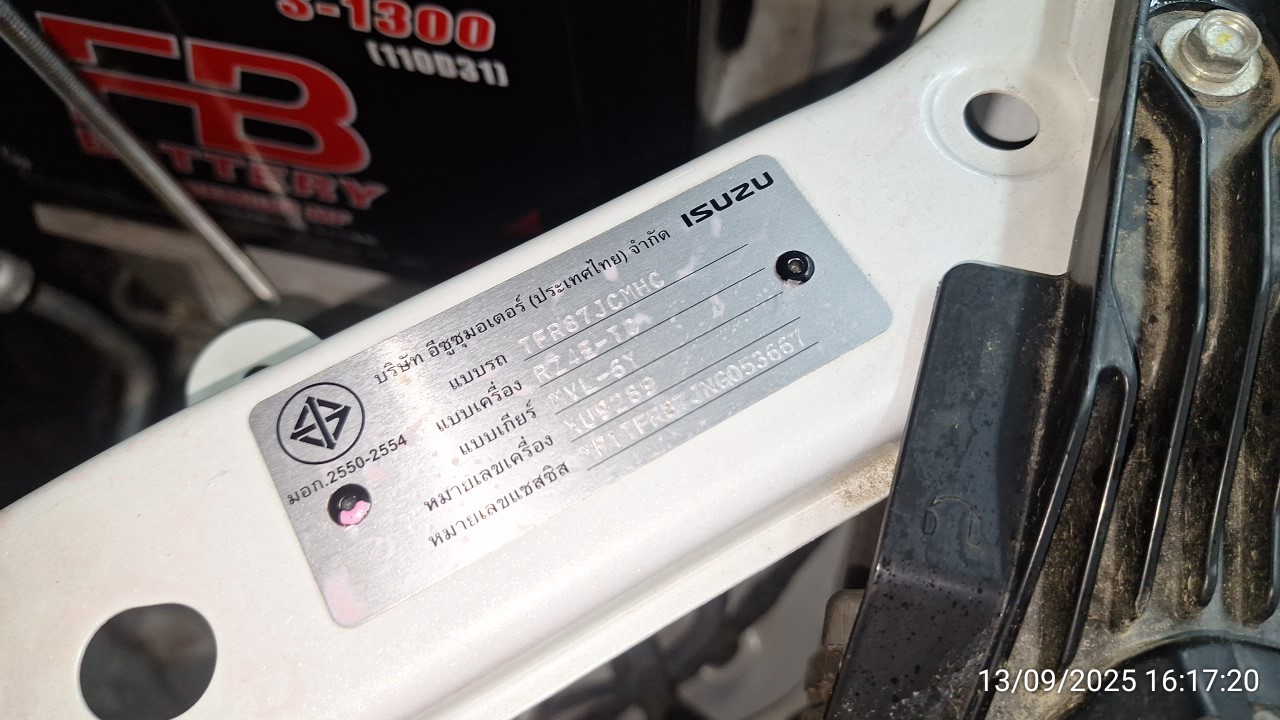 3-1300
(110D31)
FB
BATTERY
ISUZU
บริษัท อีซูซุมอเตอร์ (ประเทศไทย) จำกัด
แบบรถ TFR87JCMHC
แบบเครื่อง RZ4E-TC
แบบเกียร์ MVL-6Y
หมายเลขเครื่อง XU9289
หมายเลขแชสซิส MP1TFR87JNG053667
มอก.2550-2554
13/09/2025 16:17:20